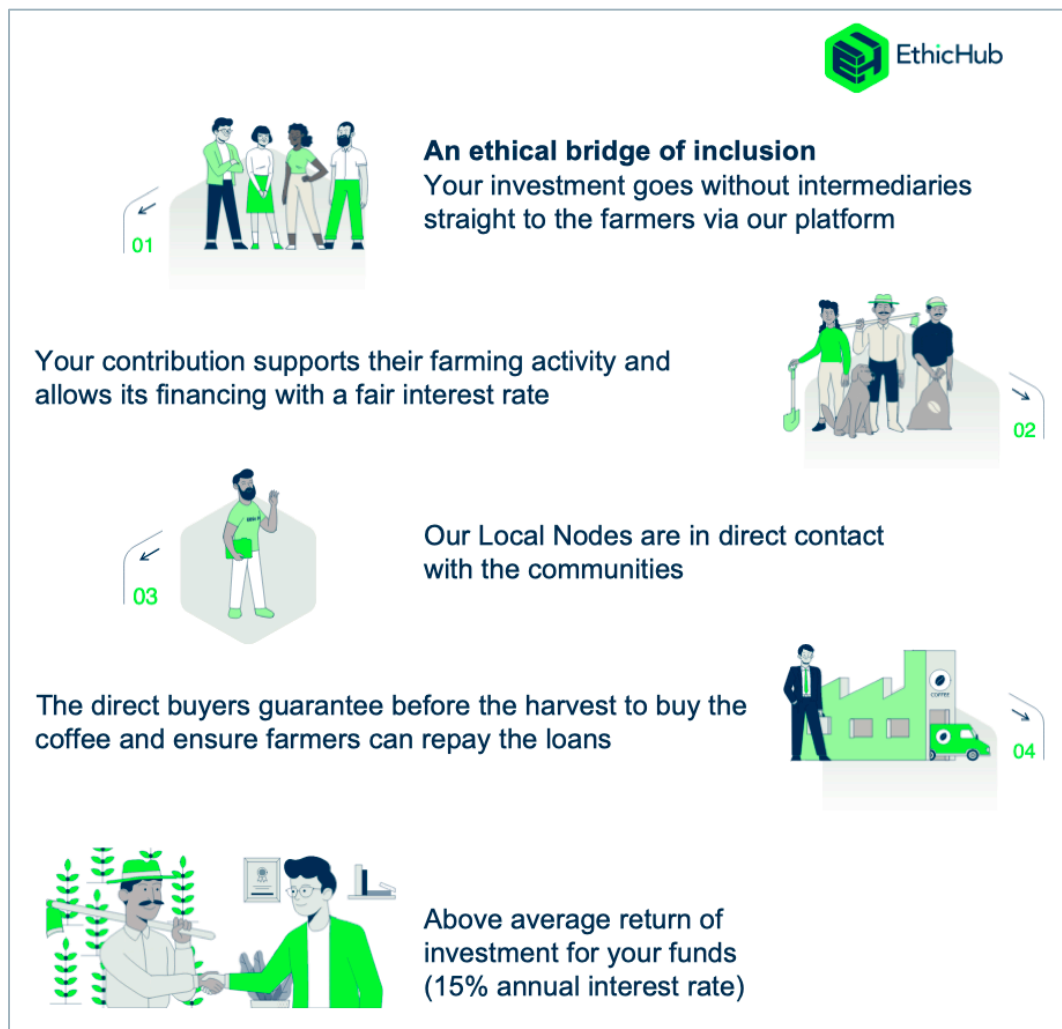 EthicHub
An ethical bridge of inclusion
Your investment goes without intermediaries
straight to the farmers via our platform
01
Your contribution supports their farming activity and
allows its financing with a fair interest rate
02
Our Local Nodes are in direct contact
with the communities
03
The direct buyers guarantee before the harvest to buy the
coffee and ensure farmers can repay the loans
COFFEE
04
Above average return of
investment for your funds
(15% annual interest rate)